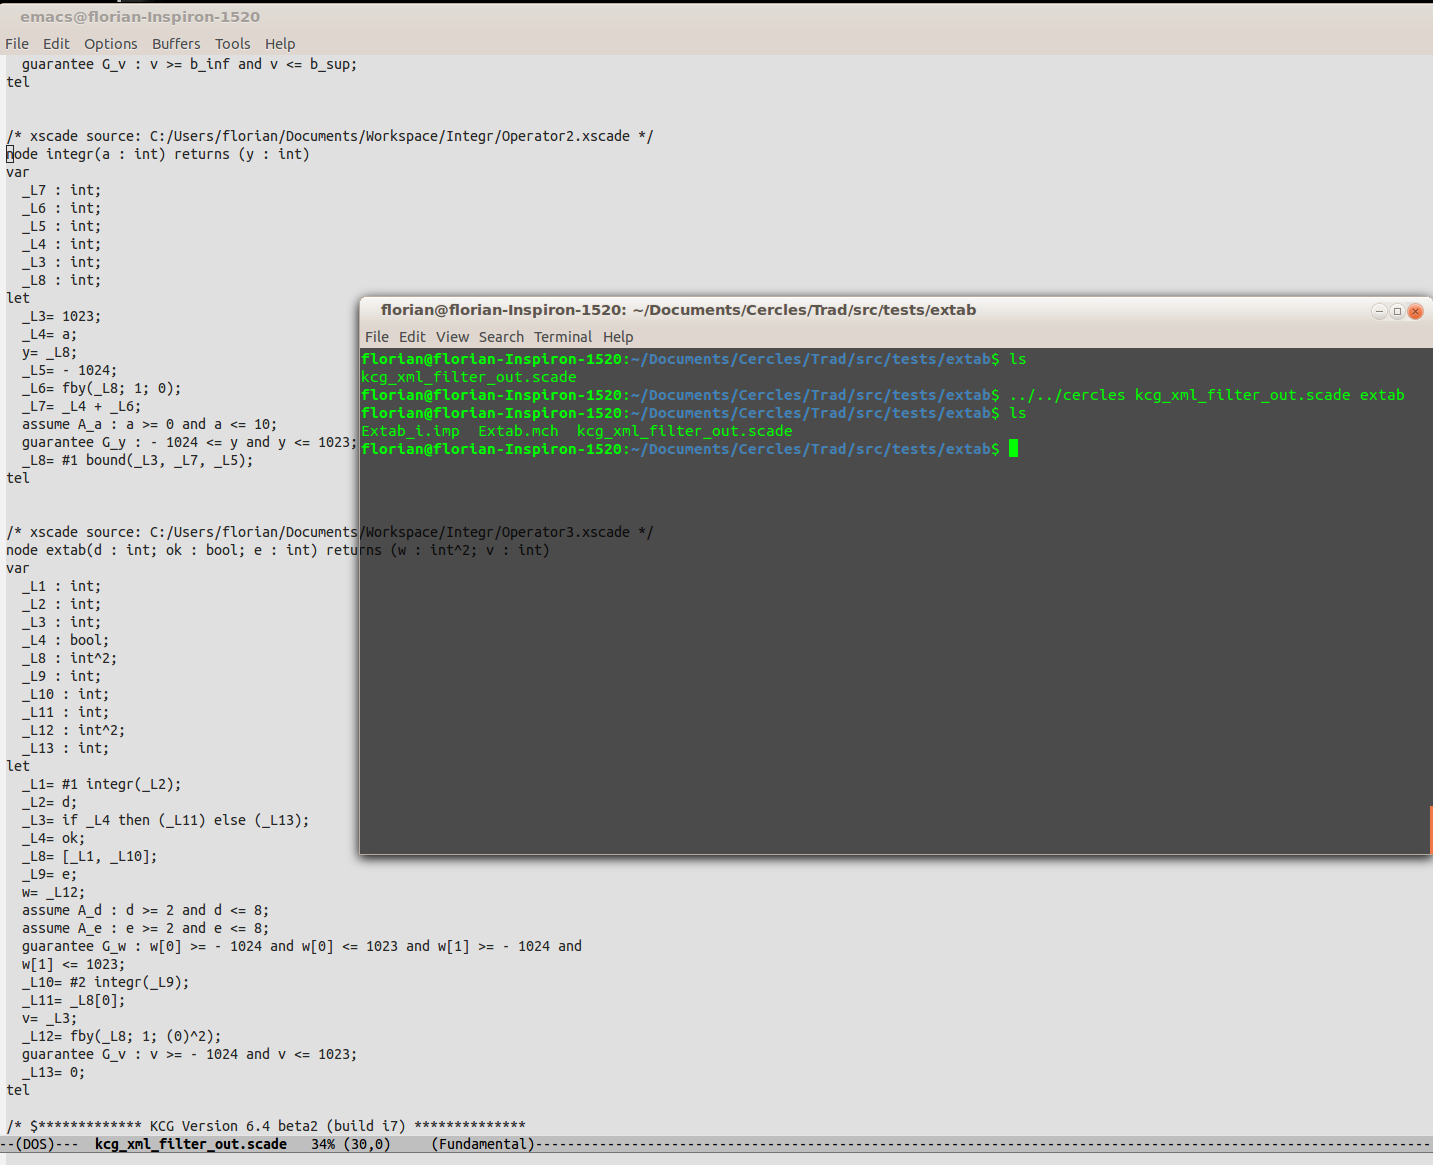 emacs@florian-Inspiron-1520
File Edit Options Buffers Tools Help
  guarantee G_v : v >= b_inf and v <= b_sup;
tel
/* xscade source: C:/Users/florian/Documents/Workspace/Integr/Operator2.xscade */
node integr(a : int) returns (y : int)
var
  _L7 : int;
  _L6 : int;
  _L5 : int;
  _L4 : int;
  _L3 : int;
  _L8 : int;
let
  _L3= 1023;
  _L4= a;
  y= _L8;
  _L5= - 1024;
  _L6= fby(_L8; 1; 0);
  _L7= _L4 + _L6;
  assume A_a : a >= 0 and a <= 10;
  guarantee G_y : - 1024 <= y and y <= 1023;
  _L8= #1 bound(_L3, _L7, _L5);
tel
/* xscade source: C:/Users/florian/Documents/Workspace/Integr/Operator3.xscade */
node extab(d : int; ok : bool; e : int) returns (w : int^2; v : int)
var
  _L1 : int;
  _L2 : int;
  _L3 : int;
  _L4 : bool;
  _L8 : int^2;
  _L9 : int;
  _L10 : int;
  _L11 : int;
  _L12 : int^2;
  _L13 : int;
let
  _L1= #1 integr(_L2);
  _L2= d;
  _L3= if _L4 then (_L11) else (_L13);
  _L4= ok;
  _L8= [_L1, _L10];
  _L9= e;
  w= _L12;
  assume A_d : d >= 2 and d <= 8;
  assume A_e : e >= 2 and e <= 8;
  guarantee G_w : w[0] >= - 1024 and w[0] <= 1023 and w[1] >= - 1024 and
  w[1] <= 1023;
  _L10= #2 integr(_L9);
  _L11= _L8[0];
  v= _L3;
  _L12= fby(_L8; 1; (0)^2);
  guarantee G_v : v >= - 1024 and v <= 1023;
  _L13= 0;
tel
/* $************* KCG Version 6.4 beta2 (build i7) **************
--(DOS)---  kcg_xml_filter_out.scade   34% (30,0)     (Fundamental)----------------------------------------------------------------------------------------------------------------
florian@florian-Inspiron-1520: ~/Documents/Cercles/Trad/src/tests/extab
File Edit View Search Terminal Help
florian@florian-Inspiron-1520:~/Documents/Cercles/Trad/src/tests/extab$ ls
kcg_xml_filter_out.scade
florian@florian-Inspiron-1520:~/Documents/Cercles/Trad/src/tests/extab$ ../../cercles kcg_xml_filter_out.scade extab
florian@florian-Inspiron-1520:~/Documents/Cercles/Trad/src/tests/extab$ ls
Extab_i.imp  Extab.mch  kcg_xml_filter_out.scade
florian@florian-Inspiron-1520:~/Documents/Cercles/Trad/src/tests/extab$